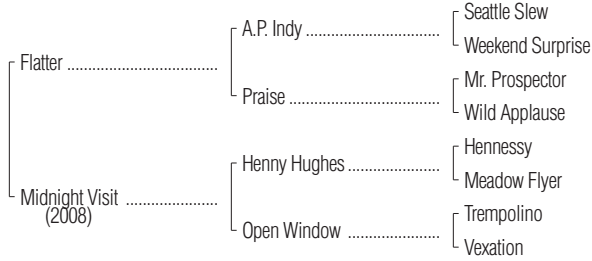 Seattle Slew
A.P. Indy
Weekend Surprise
Flatter
Mr. Prospector
Praise
Wild Applause
Hennessy
Henny Hughes
Meadow Flyer
Midnight Visit
(2008)
Trempolino
Open Window
Vexation